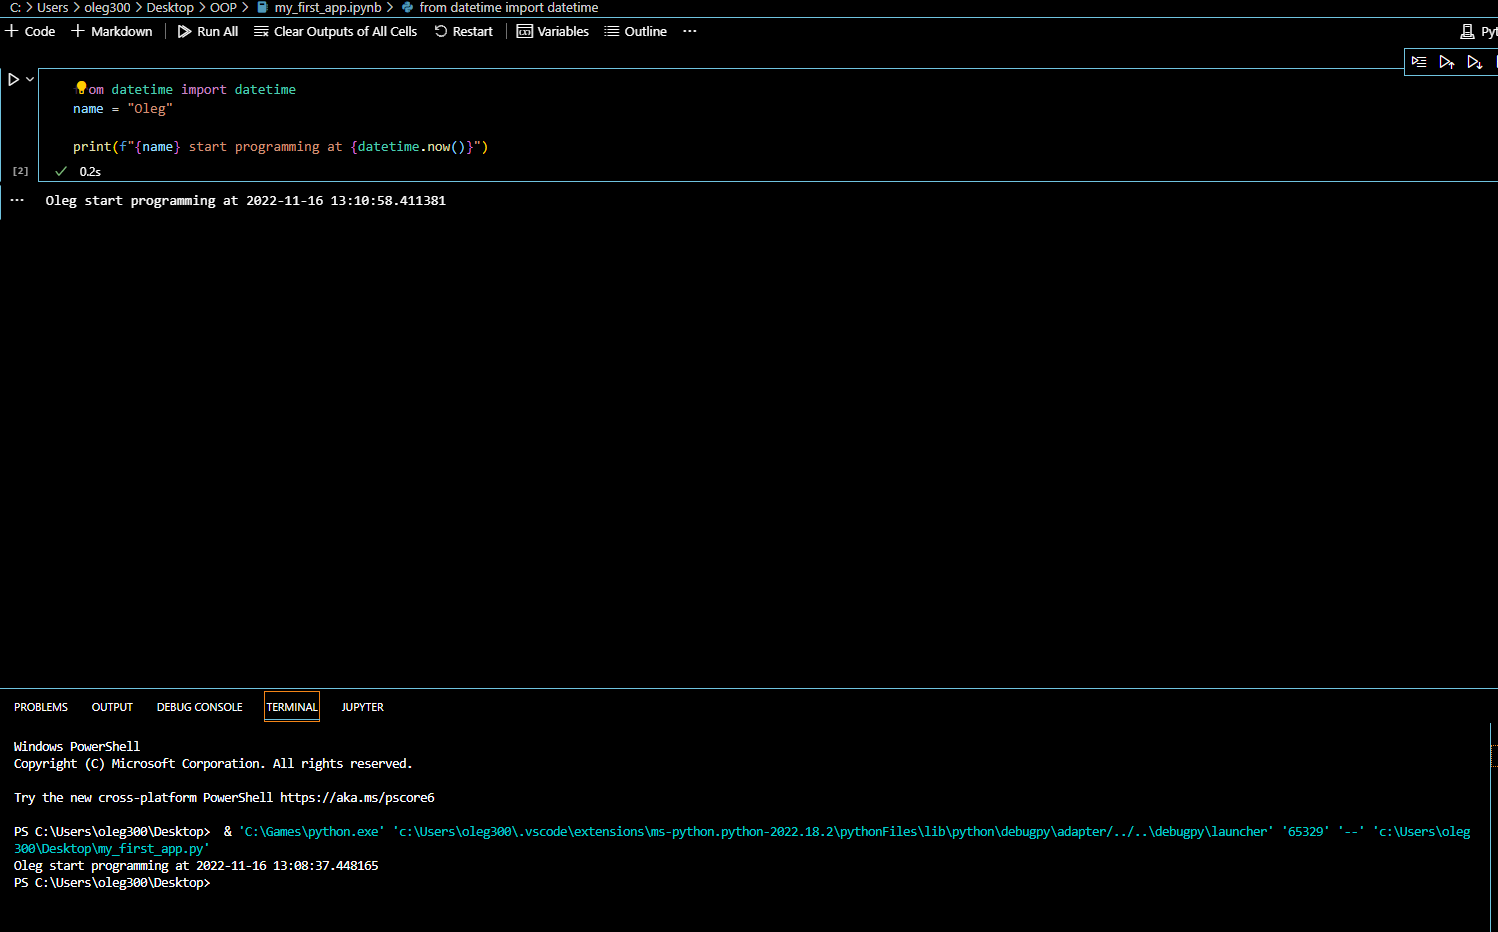 C: > Users > oleg300 > Desktop > OOP > my_first_app.ipynb > from datetime import datetime
+ Code + Markdown Run All Clear Outputs of All Cells Restart Variables Outline ...
om datetime import datetime
name = "Oleg"
print(f"{name} start programming at {datetime.now()}")
[2] 0.2s
... Oleg start programming at 2022-11-16 13:10:58.411381
PROBLEMS OUTPUT DEBUG CONSOLE TERMINAL JUPYTER
Windows PowerShell
Copyright (C) Microsoft Corporation. All rights reserved.
Try the new cross-platform PowerShell https://aka.ms/pscore6
PS C:\Users\oleg300\Desktop>  & 'C:\Games\python.exe' 'c:\Users\oleg300\.vscode\extensions\ms-python.python-2022.18.2\pythonFiles\lib\python\debugpy\adapter/../..\debugpy\launcher' '65329' '--' 'c:\Users\oleg
300\Desktop\my_first_app.py'
Oleg start programming at 2022-11-16 13:08:37.448165
PS C:\Users\oleg300\Desktop>